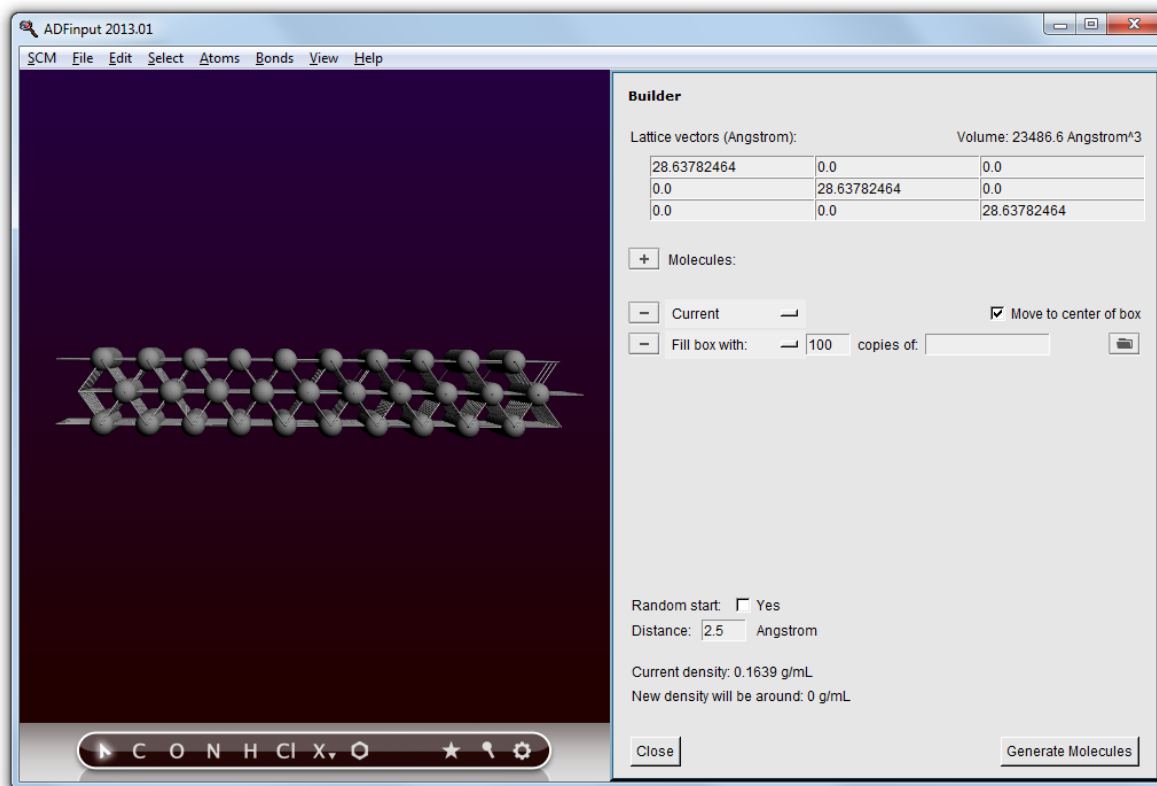 ADFinput 2013.01
SCM File Edit Select Atoms Bonds View Help
Builder
Lattice vectors (Angstrom): Volume: 23486.6 Angstrom^3
28.63782464 0.0 0.0
0.0 28.63782464 0.0
0.0 0.0 28.63782464
+ Molecules:
− Current Move to center of box
− Fill box with: 100 copies of:
Random start: Yes
Distance: 2.5 Angstrom
Current density: 0.1639 g/mL
New density will be around: 0 g/mL
C O N H Cl X
Close Generate Molecules